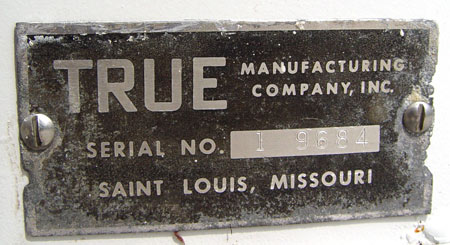 TRUE MANUFACTURING
COMPANY, INC.
SERIAL NO. 1 9684
SAINT LOUIS, MISSOURI